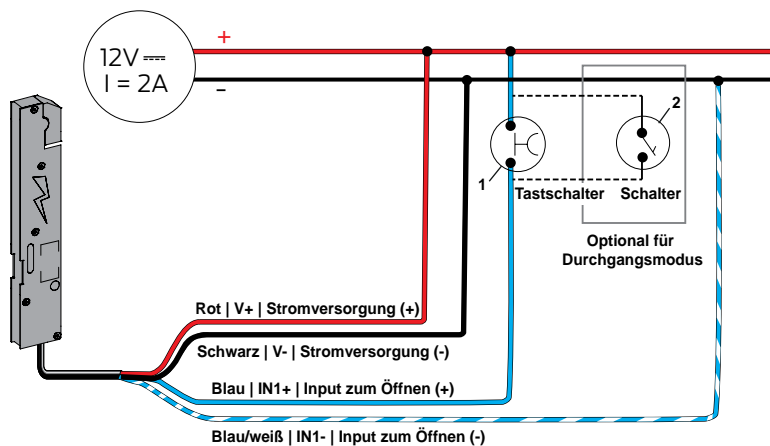 +
12V ⎓
I = 2A
–
2
1
Tastschalter
Schalter
Optional für
Durchgangsmodus
Rot | V+ | Stromversorgung (+)
Schwarz | V- | Stromversorgung (-)
Blau | IN1+ | Input zum Öffnen (+)
Blau/weiß | IN1- | Input zum Öffnen (-)